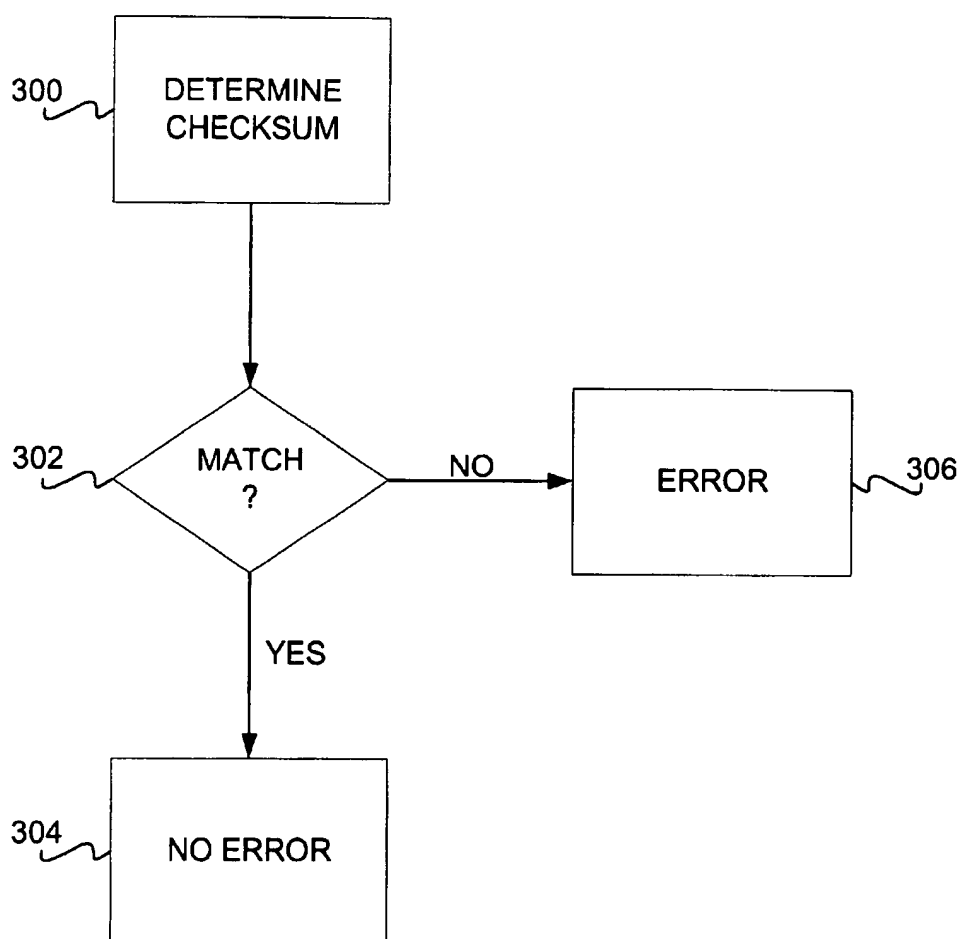 300
DETERMINE
CHECKSUM
302
MATCH
?
NO
ERROR
306
YES
304
NO ERROR